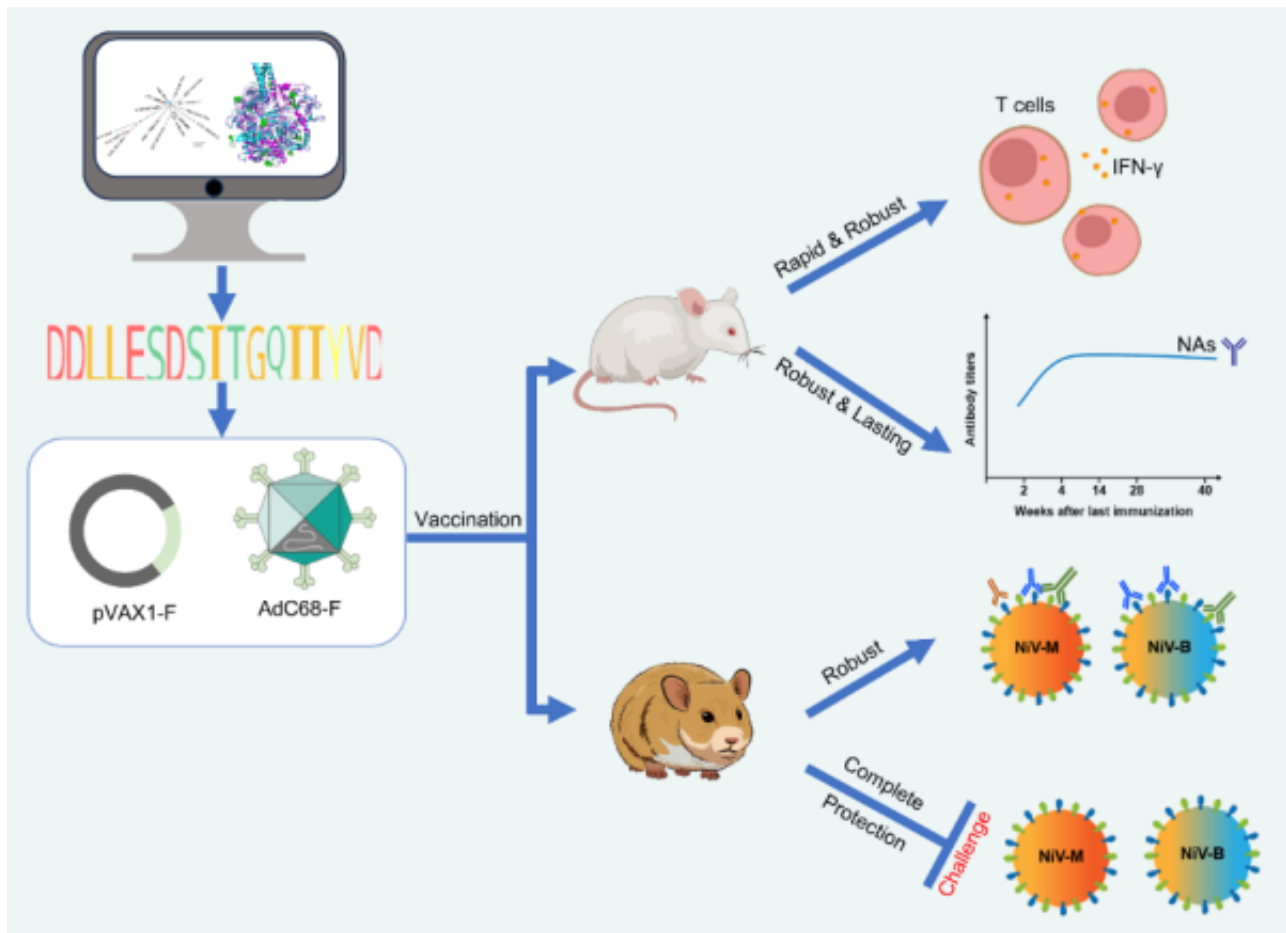 T cells
IFN-γ
Rapid & Robust
DDLLESDSTTGQTTYVD
Robust & Lasting
NAs
Antibody titers
2 4 14 28 40
Weeks after last immunization
Vaccination
pVAX1-F
AdC68-F
Robust
NiV-M
NiV-B
Complete
Protection
Challenge
NiV-M
NiV-B